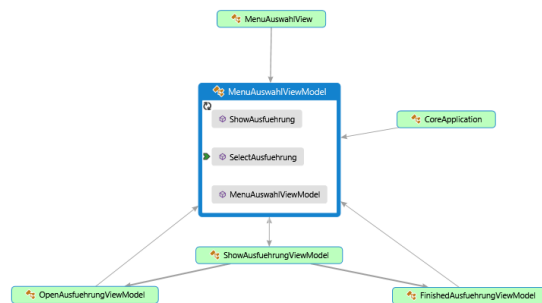 MenuAuswahlView
MenuAuswahlViewModel
ShowAusfuehrung
CoreApplication
SelectAusfuehrung
MenuAuswahlViewModel
ShowAusfuehrungViewModel
OpenAusfuehrungViewModel
FinishedAusfuehrungViewModel